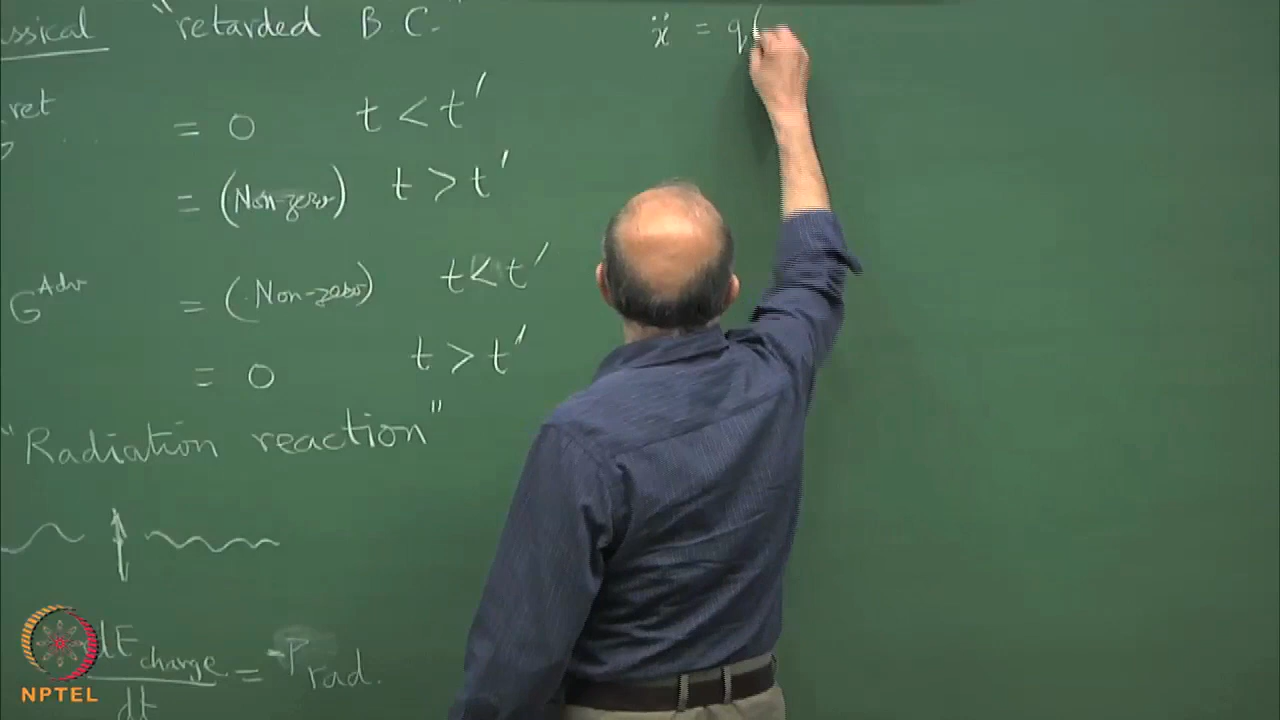 ssical "retarded B C."
ret = 0 t < t'
= (Non-zero) t > t'
G^Adv = (Non-zero) t < t'
= 0 t > t'
"Radiation reaction"
dE_charge/dt = -P_rad.
ẍ = q(
NPTEL